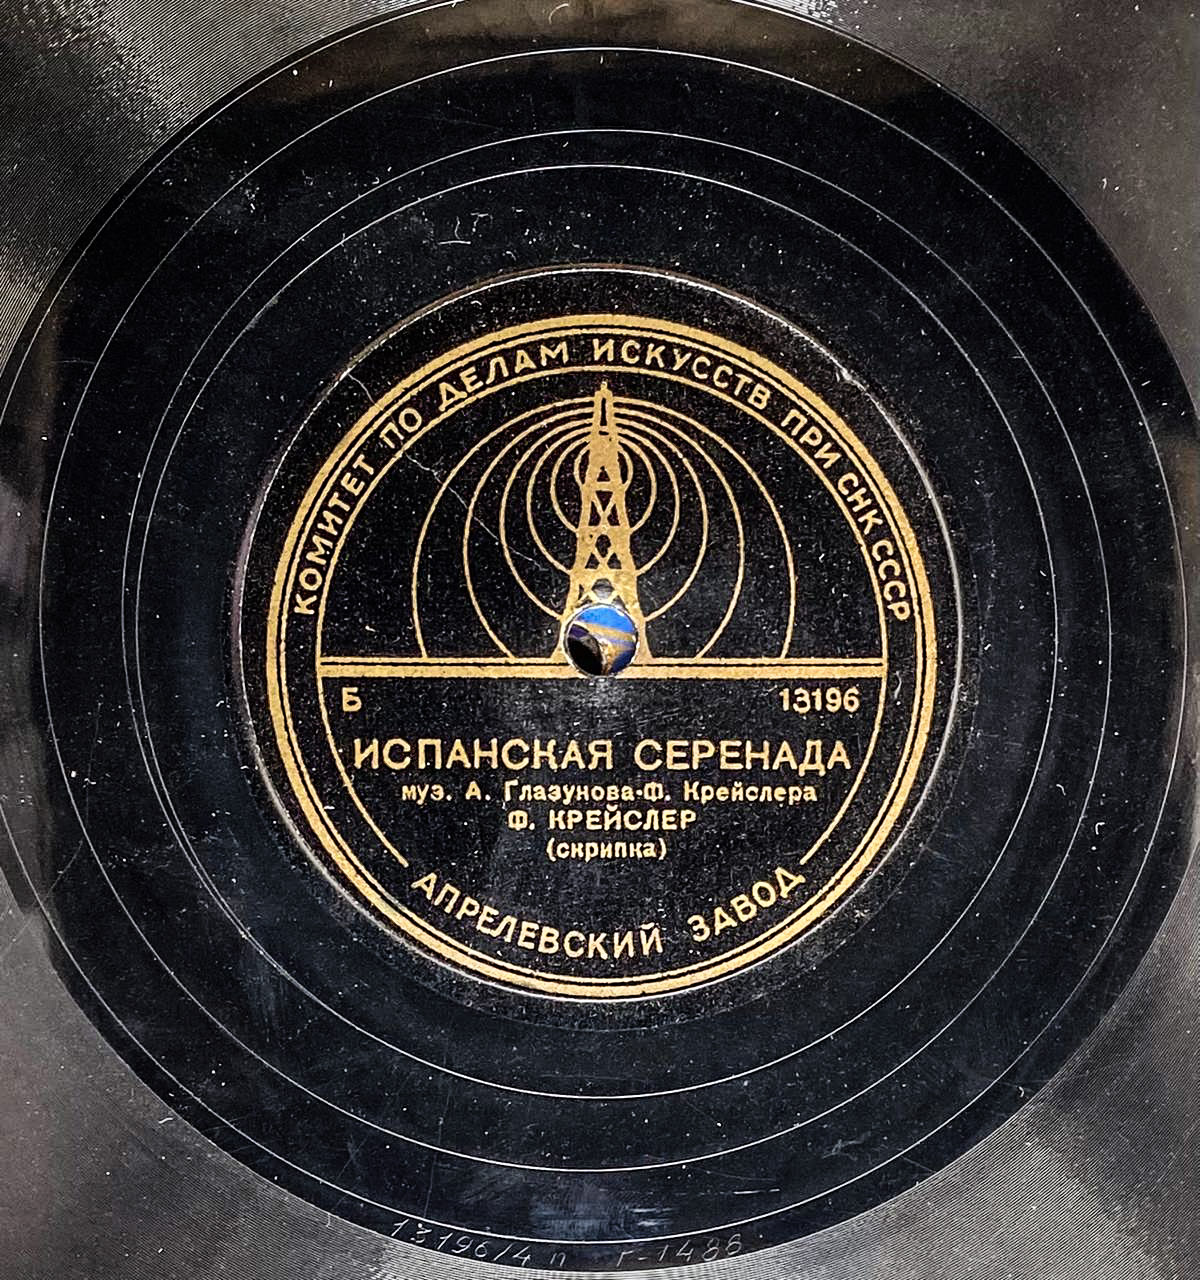 КОМИТЕТ ПО ДЕЛАМ ИСКУССТВ ПРИ СНК СССР
Б 13196
ИСПАНСКАЯ СЕРЕНАДА
муз. А. Глазунова-Ф. Крейслера
Ф. КРЕЙСЛЕР
(скрипка)
АПРЕЛЕВСКИЙ ЗАВОД
13196/4 п г-1488